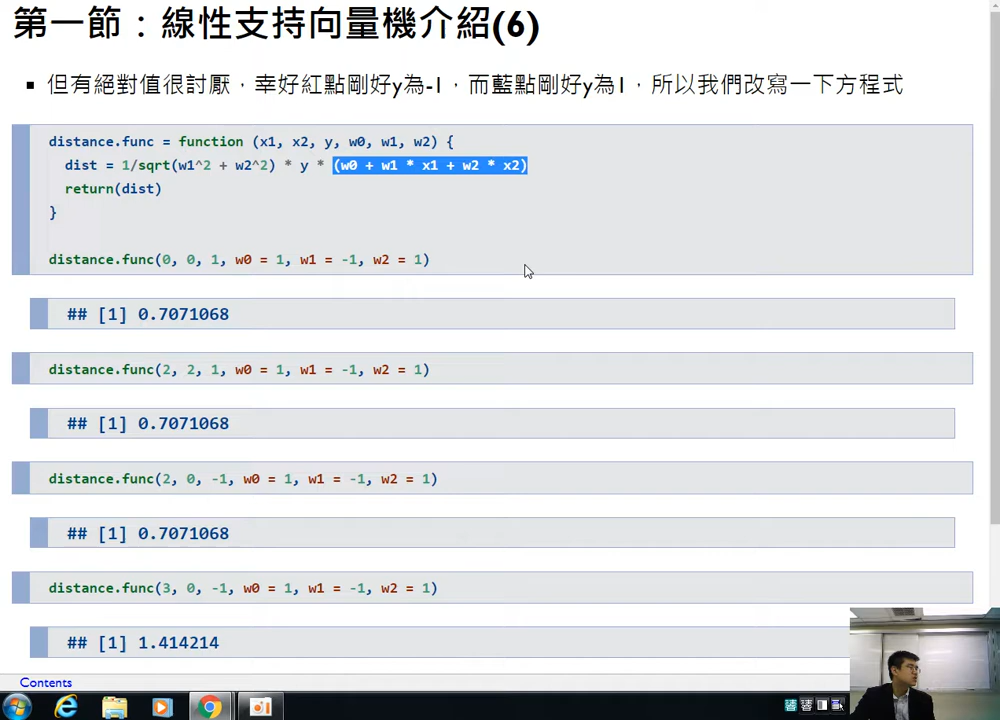 第一節：線性支持向量機介紹(6)
▪ 但有絕對值很討厭，幸好紅點剛好y為-1，而藍點剛好y為1，所以我們改寫一下方程式
distance.func = function (x1, x2, y, w0, w1, w2) {
dist = 1/sqrt(w1^2 + w2^2) * y * (w0 + w1 * x1 + w2 * x2)
return(dist)
}
distance.func(0, 0, 1, w0 = 1, w1 = -1, w2 = 1)
## [1] 0.7071068
distance.func(2, 2, 1, w0 = 1, w1 = -1, w2 = 1)
## [1] 0.7071068
distance.func(2, 0, -1, w0 = 1, w1 = -1, w2 = 1)
## [1] 0.7071068
distance.func(3, 0, -1, w0 = 1, w1 = -1, w2 = 1)
## [1] 1.414214
Contents